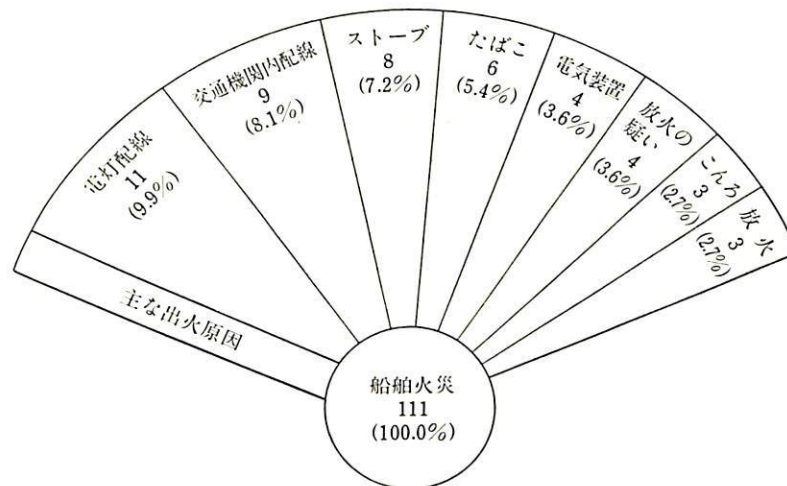 主な出火原因
電灯配線
11
(9.9%)
交通機関内配線
9
(8.1%)
ストーブ
8
(7.2%)
たばこ
6
(5.4%)
電気装置
4
(3.6%)
放火の
疑い
4
(3.6%)
こんろ
3
(2.7%)
放火
3
(2.7%)
船舶火災
111
(100.0%)